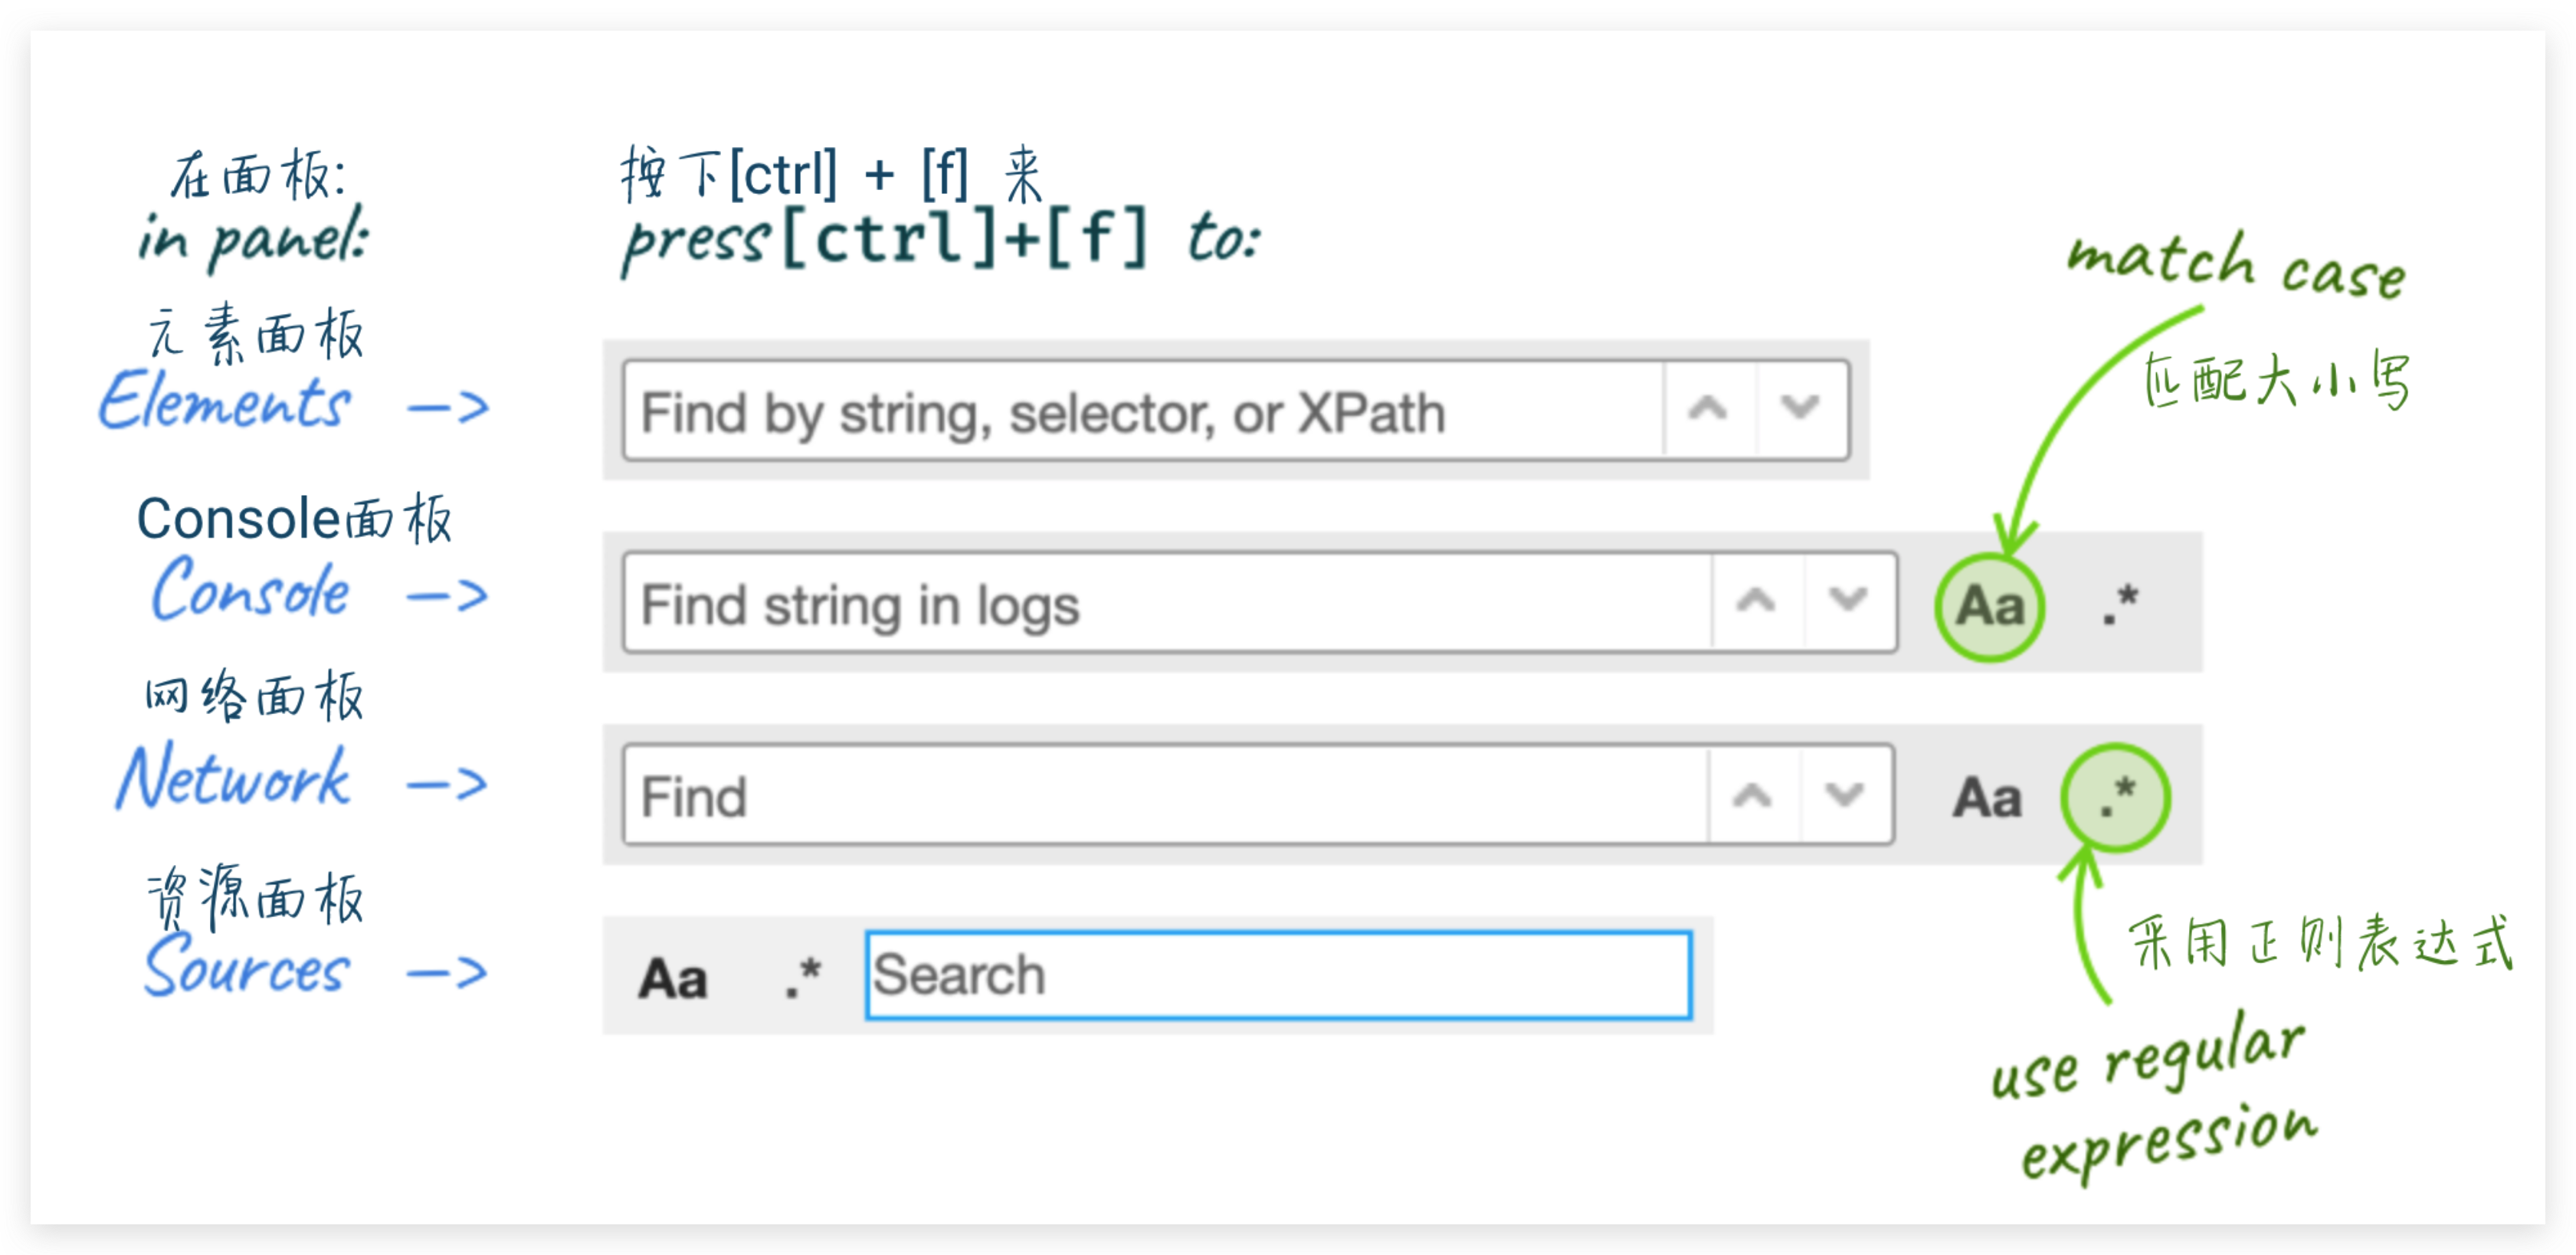 在面板:
in panel:
按下[ctrl] + [f] 来
press[ctrl]+[f] to:
元素面板
Elements —>
Find by string, selector, or XPath
match case
匹配大小写
Console面板
Console —>
Find string in logs
Aa .*
网络面板
Network —>
Find
Aa .*
资源面板
Sources —>
Aa .* Search
采用正则表达式
use regular
expression